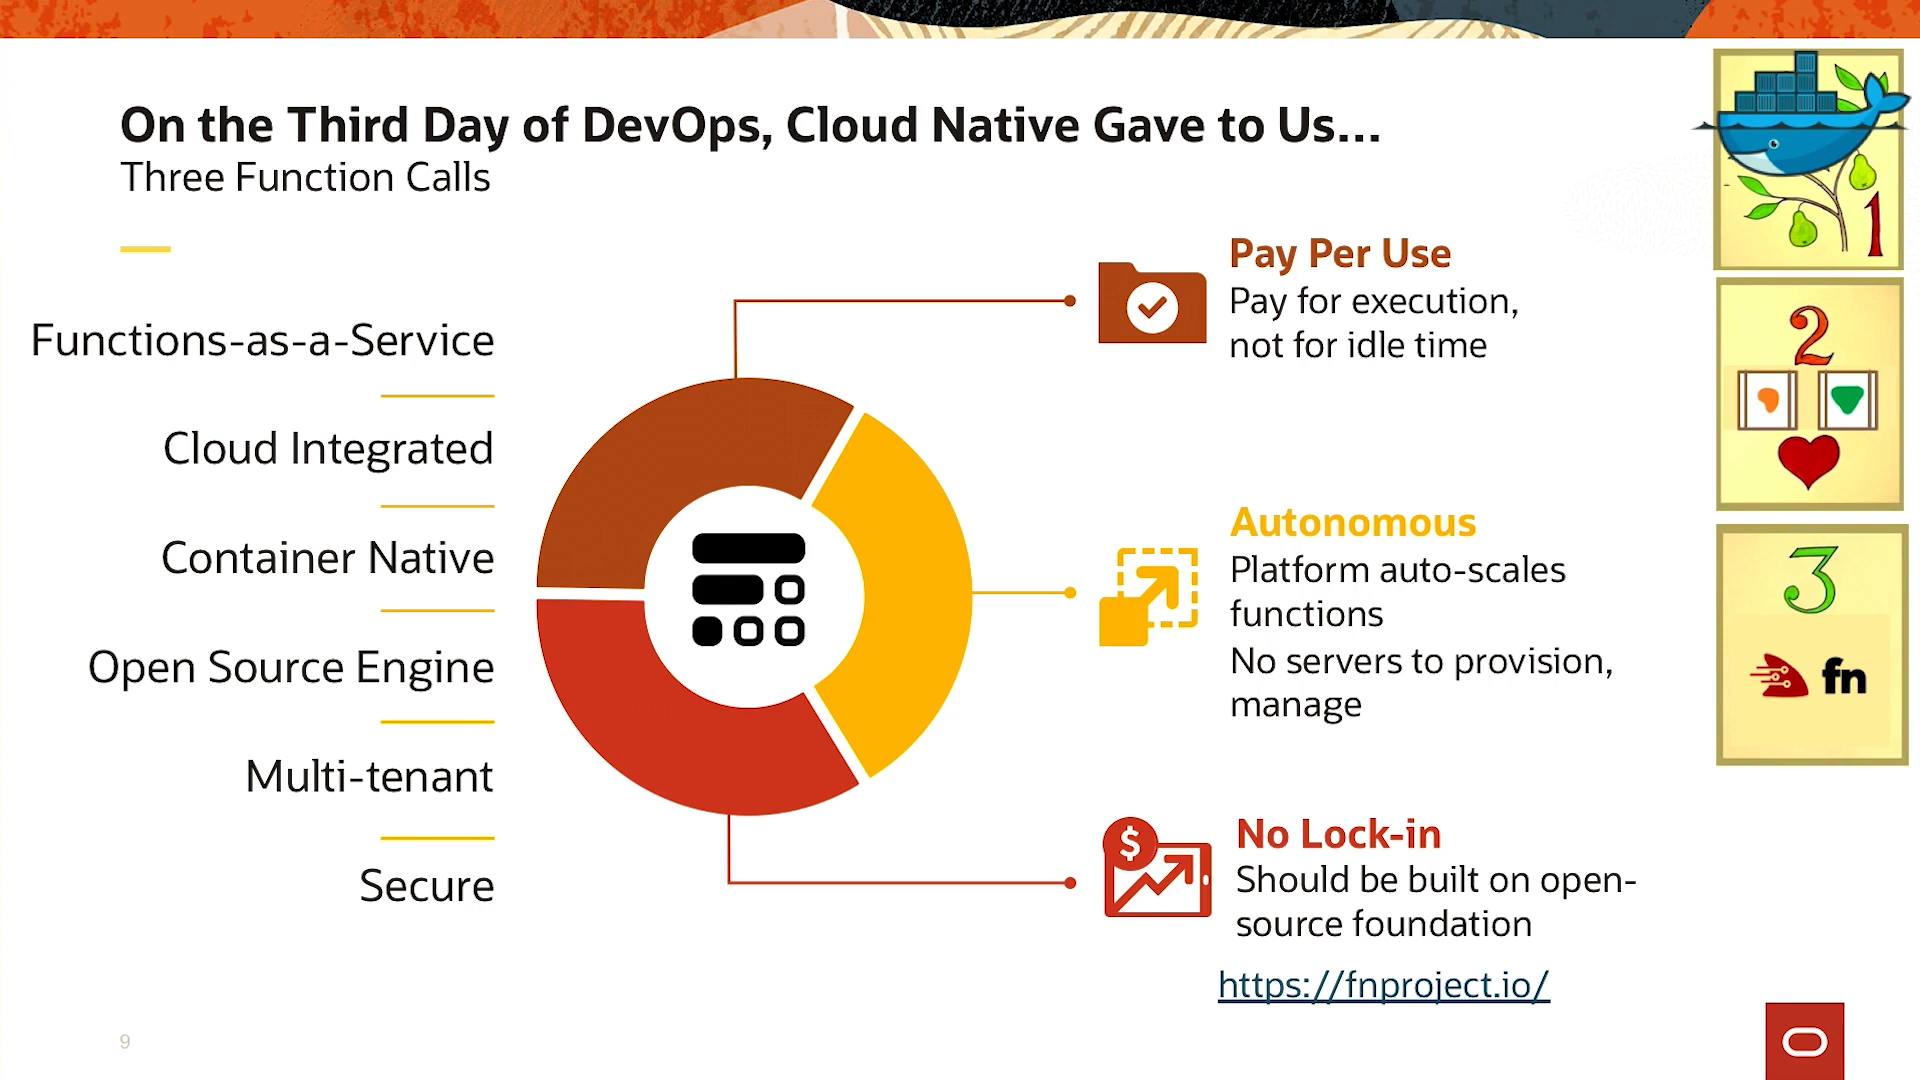 On the Third Day of DevOps, Cloud Native Gave to Us...
Three Function Calls
Functions-as-a-Service
Cloud Integrated
Container Native
Open Source Engine
Multi-tenant
Secure
Pay Per Use
Pay for execution,
not for idle time
Autonomous
Platform auto-scales
functions
No servers to provision,
manage
$
No Lock-in
Should be built on open-
source foundation
https://fnproject.io/
1
2
3
fn
9